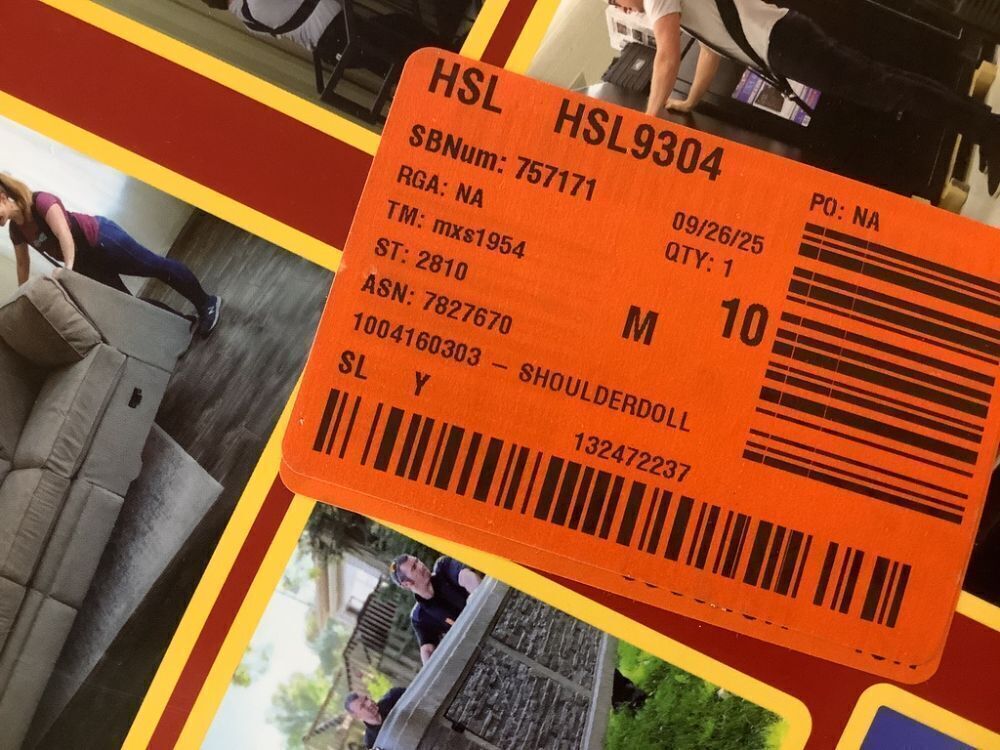 HSL HSL9304
SBNum: 757171
RGA: NA
TM: mxs1954
ST: 2810
ASN: 7827670
1004160303 – SHOULDERDOLL
SL Y
09/26/25
QTY: 1
M 10
PO: NA
132472237